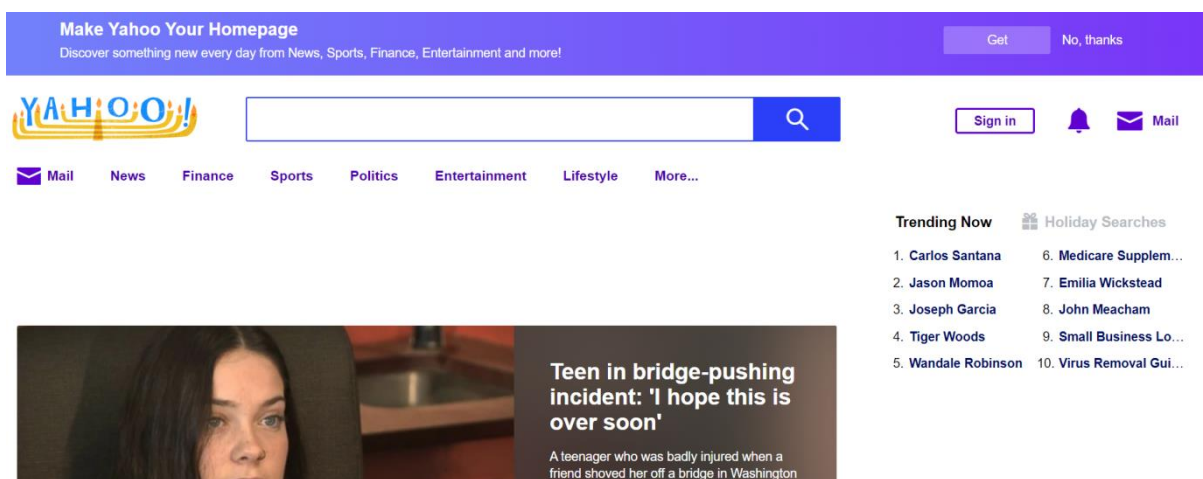 Make Yahoo Your Homepage
Discover something new every day from News, Sports, Finance, Entertainment and more!
Get
No, thanks
YAHOO!
Sign in
Mail
Mail News Finance Sports Politics Entertainment Lifestyle More...
Trending Now
Holiday Searches
1. Carlos Santana
2. Jason Momoa
3. Joseph Garcia
4. Tiger Woods
5. Wandale Robinson
6. Medicare Supplem...
7. Emilia Wickstead
8. John Meacham
9. Small Business Lo...
10. Virus Removal Gui...
Teen in bridge-pushing
incident: 'I hope this is
over soon'
A teenager who was badly injured when a
friend shoved her off a bridge in Washington